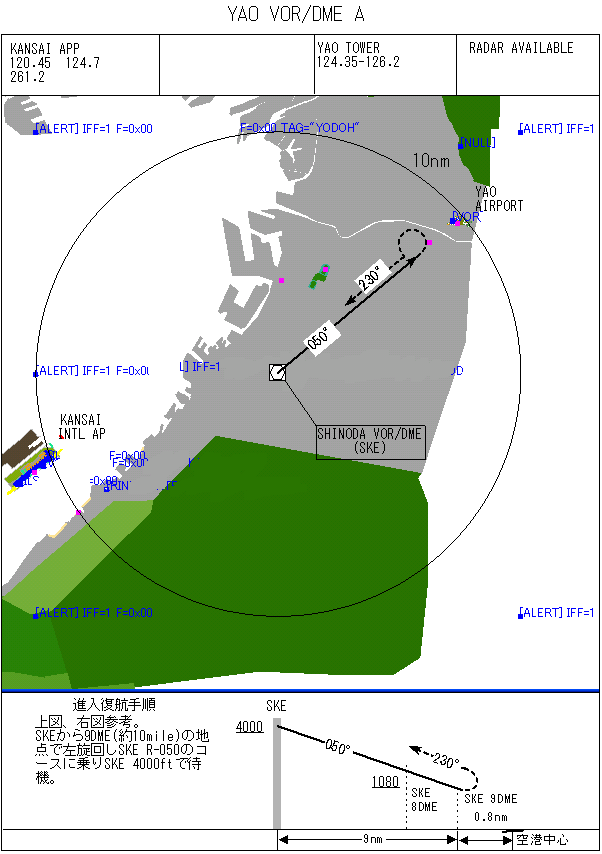 YAO VOR/DME A
KANSAI APP
120.45 124.7
261.2
YAO TOWER
124.35-126.2
RADAR AVAILABLE
[ALERT] IFF=1 F=0x00
F=0x00 TAG="YODOH"
[ALERT] IFF=1
[NULL]
10nm
YAO
AIRPORT
[VOR
230°
050°
[ALERT] IFF=1 F=0x0(
L] IFF=1
JD
KANSAI
INTL AP
SHINODA VOR/DME
(SKE)
F=0x0(
F=0x0(
=0x00
[RIN
[ALERT] IFF=1 F=0x00
[ALERT] IFF=1
進入復航手順
上図、右図参考。
SKEから9DME(約10mile)の地
点で左旋回しSKE R-050のコ
ースに乗りSKE 4000ftで待
機。
SKE
4000
050°
230°
1080
SKE
8DME
SKE 9DME
0.8nm
9nm
空港中心